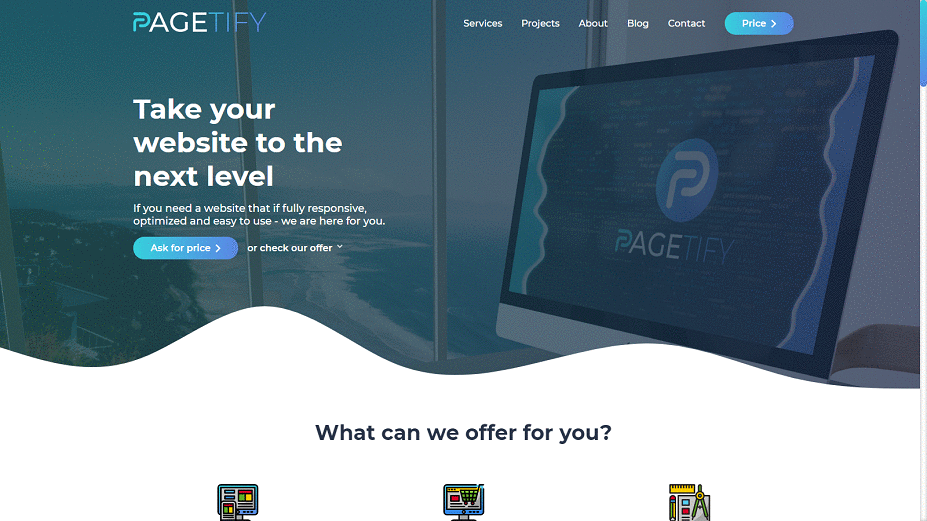 PAGETIFY
Services Projects About Blog Contact Price
Take your
website to the
next level
If you need a website that if fully responsive,
optimized and easy to use - we are here for you.
Ask for price or check our offer
PAGETIFY
What can we offer for you?